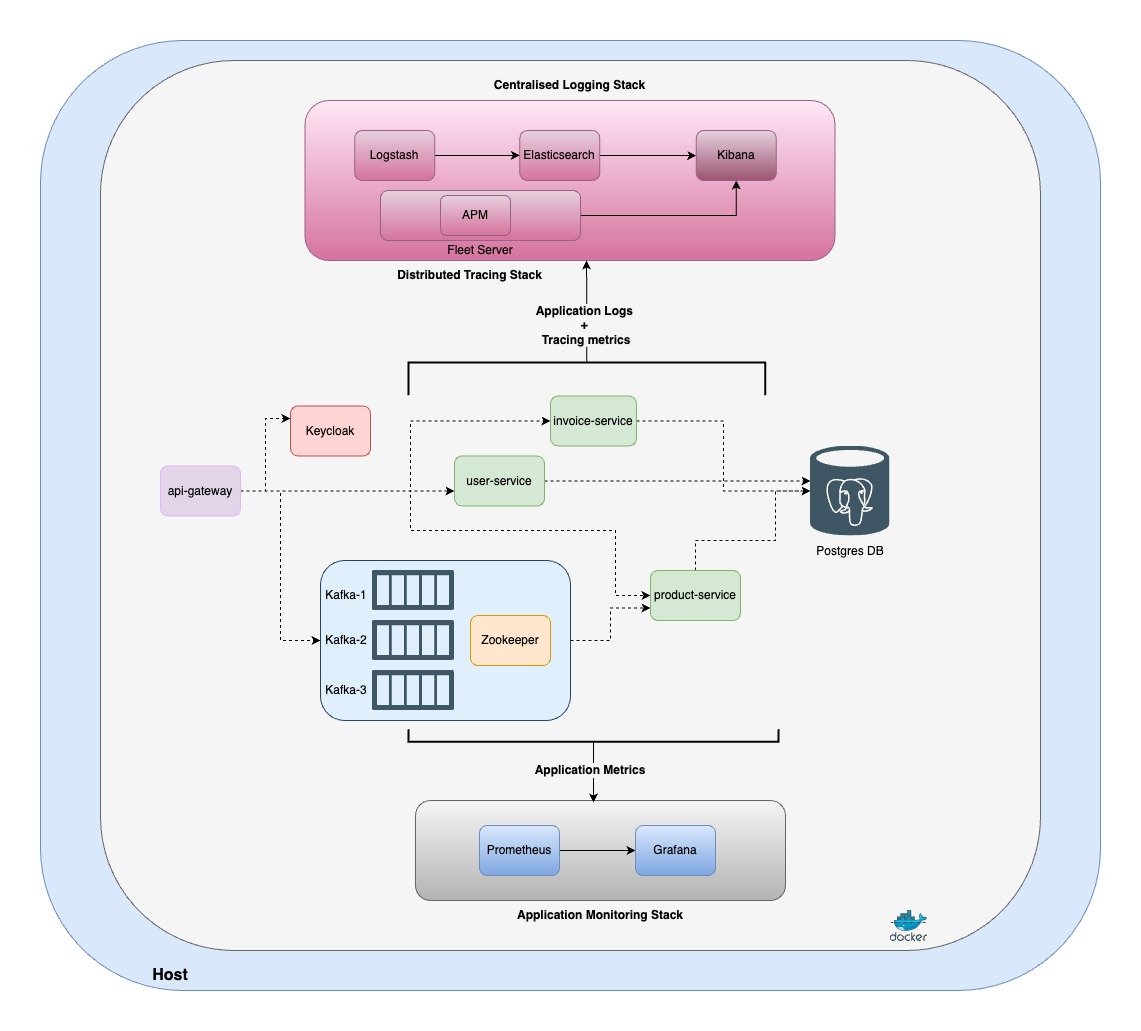 Centralised Logging Stack
Logstash
Elasticsearch
Kibana
APM
Fleet Server
Distributed Tracing Stack
Application Logs
+
Tracing metrics
invoice-service
Keycloak
user-service
api-gateway
Postgres DB
Kafka-1
product-service
Kafka-2
Zookeeper
Kafka-3
Application Metrics
Prometheus
Grafana
Application Monitoring Stack
docker
Host